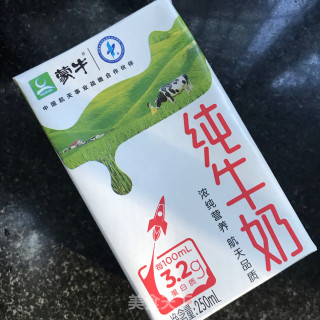 蒙牛
中国航天事业战略合作伙伴
纯牛奶
浓纯营养 航天品质
每100mL
3.2g
蛋白质
净含量:250ml